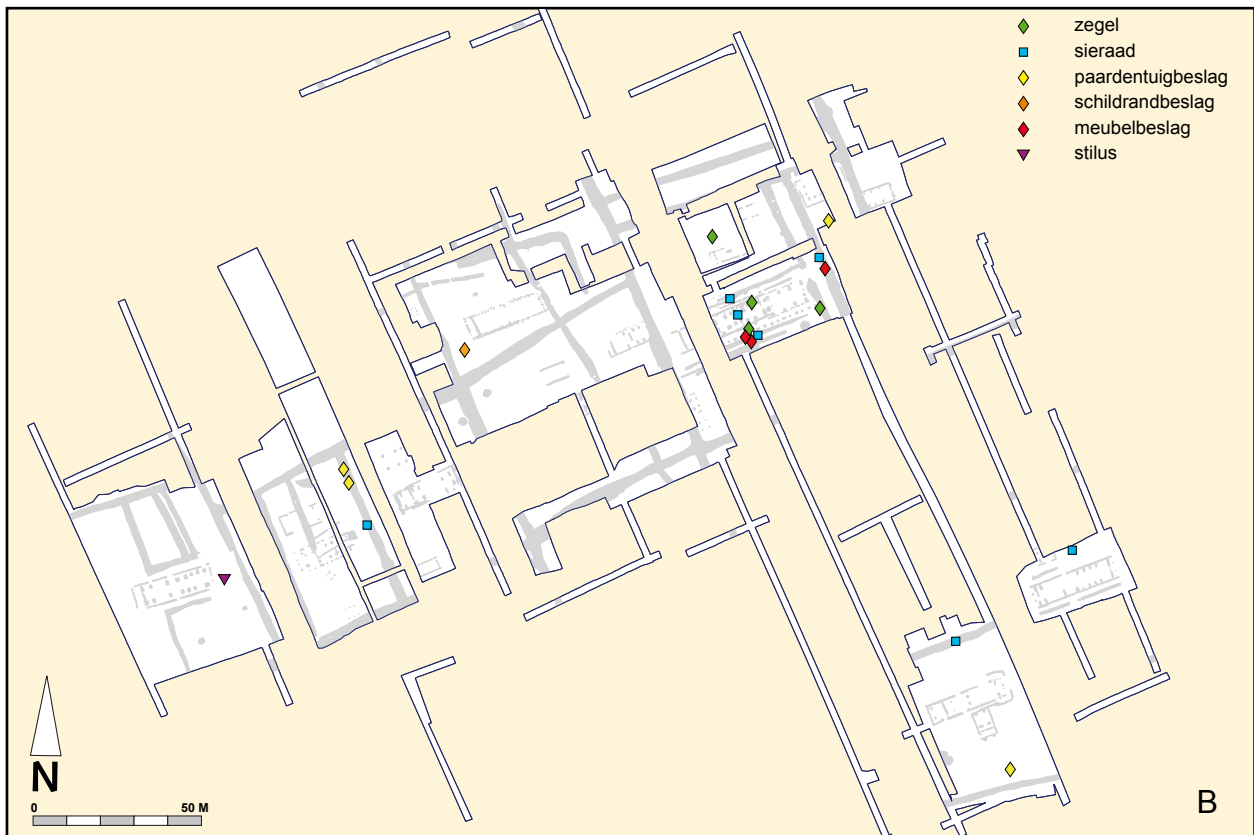 zegel
sieraad
paardentuigbeslag
schildrandbeslag
meubelbeslag
stilus
N
0 50 M
B